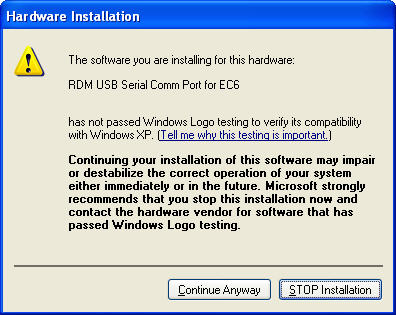 Hardware Installation
The software you are installing for this hardware:
RDM USB Serial Comm Port for EC6
has not passed Windows Logo testing to verify its compatibility
with Windows XP. (Tell me why this testing is important.)
Continuing your installation of this software may impair
or destabilize the correct operation of your system
either immediately or in the future. Microsoft strongly
recommends that you stop this installation now and
contact the hardware vendor for software that has
passed Windows Logo testing.
Continue Anyway
STOP Installation